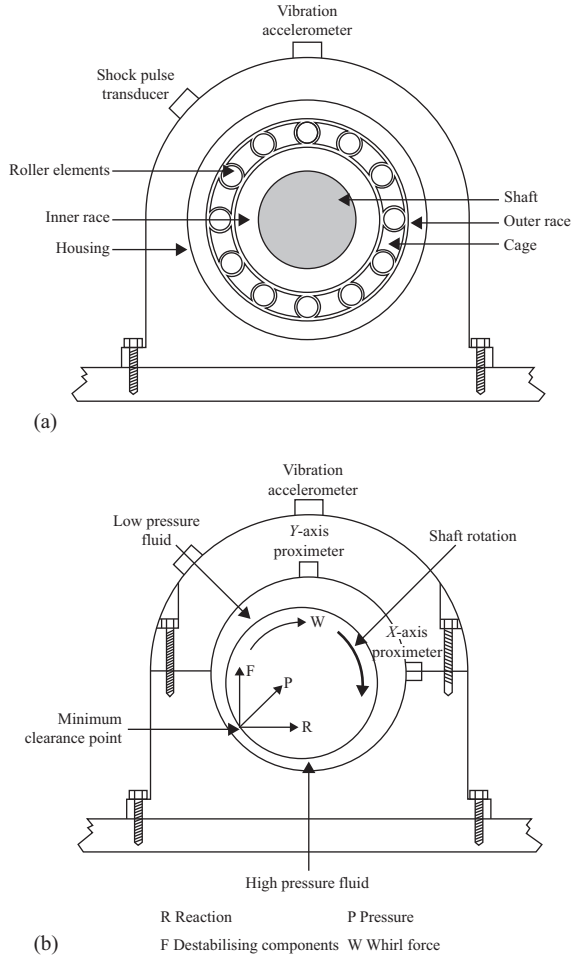 Vibration
accelerometer
Shock pulse
transducer
Roller elements
Inner race
Housing
Shaft
Outer race
Cage
(a)
Vibration
accelerometer
Low pressure
fluid
Y-axis
proximeter
Shaft rotation
W
X-axis
proximeter
F
P
R
Minimum
clearance point
High pressure fluid
R Reaction P Pressure
F Destabilising components W Whirl force
(b)